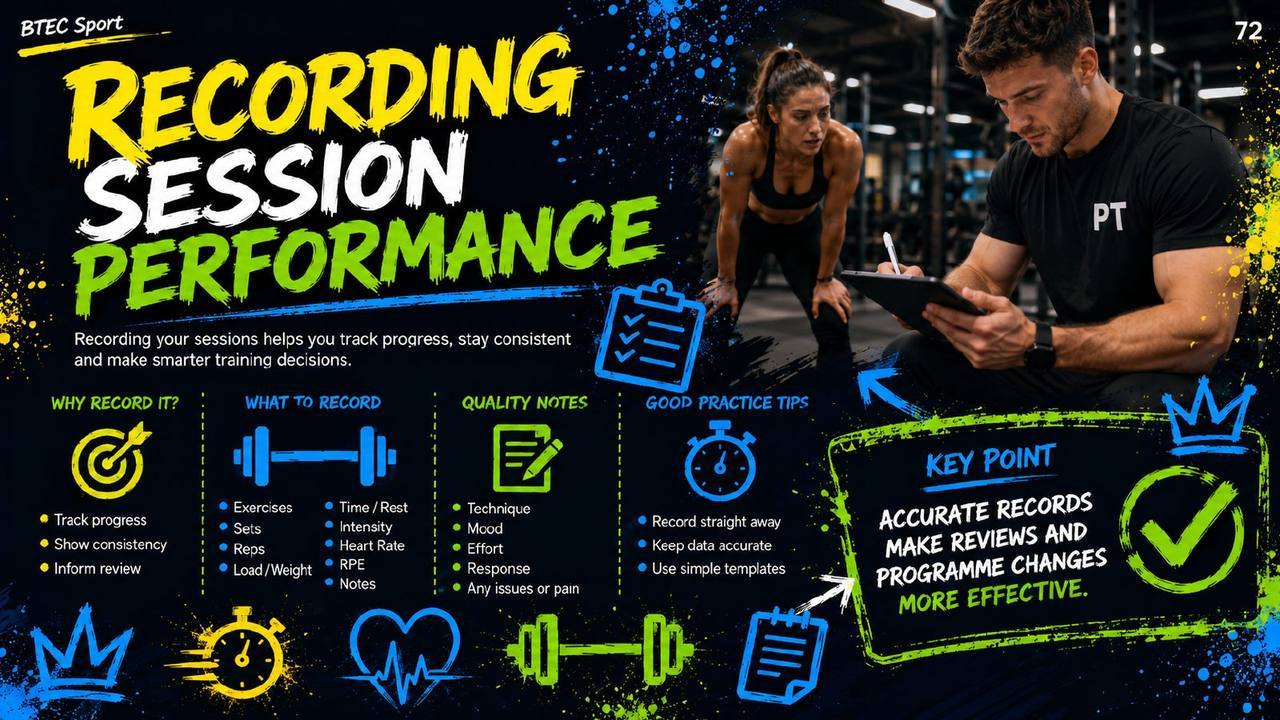 BTEC Sport
72
RECORDING
SESSION
PERFORMANCE
Recording your sessions helps you track progress, stay consistent
and make smarter training decisions.
PT
WHY RECORD IT?
Track progress
Show consistency
Inform review
WHAT TO RECORD
Exercises
Sets
Reps
Load/Weight
Time / Rest
Intensity
Heart Rate
RPE
Notes
QUALITY NOTES
Technique
Mood
Effort
Response
Any issues or pain
GOOD PRACTICE TIPS
Record straight away
Keep data accurate
Use simple templates
KEY POINT
ACCURATE RECORDS
MAKE REVIEWS AND
PROGRAMME CHANGES
MORE EFFECTIVE.